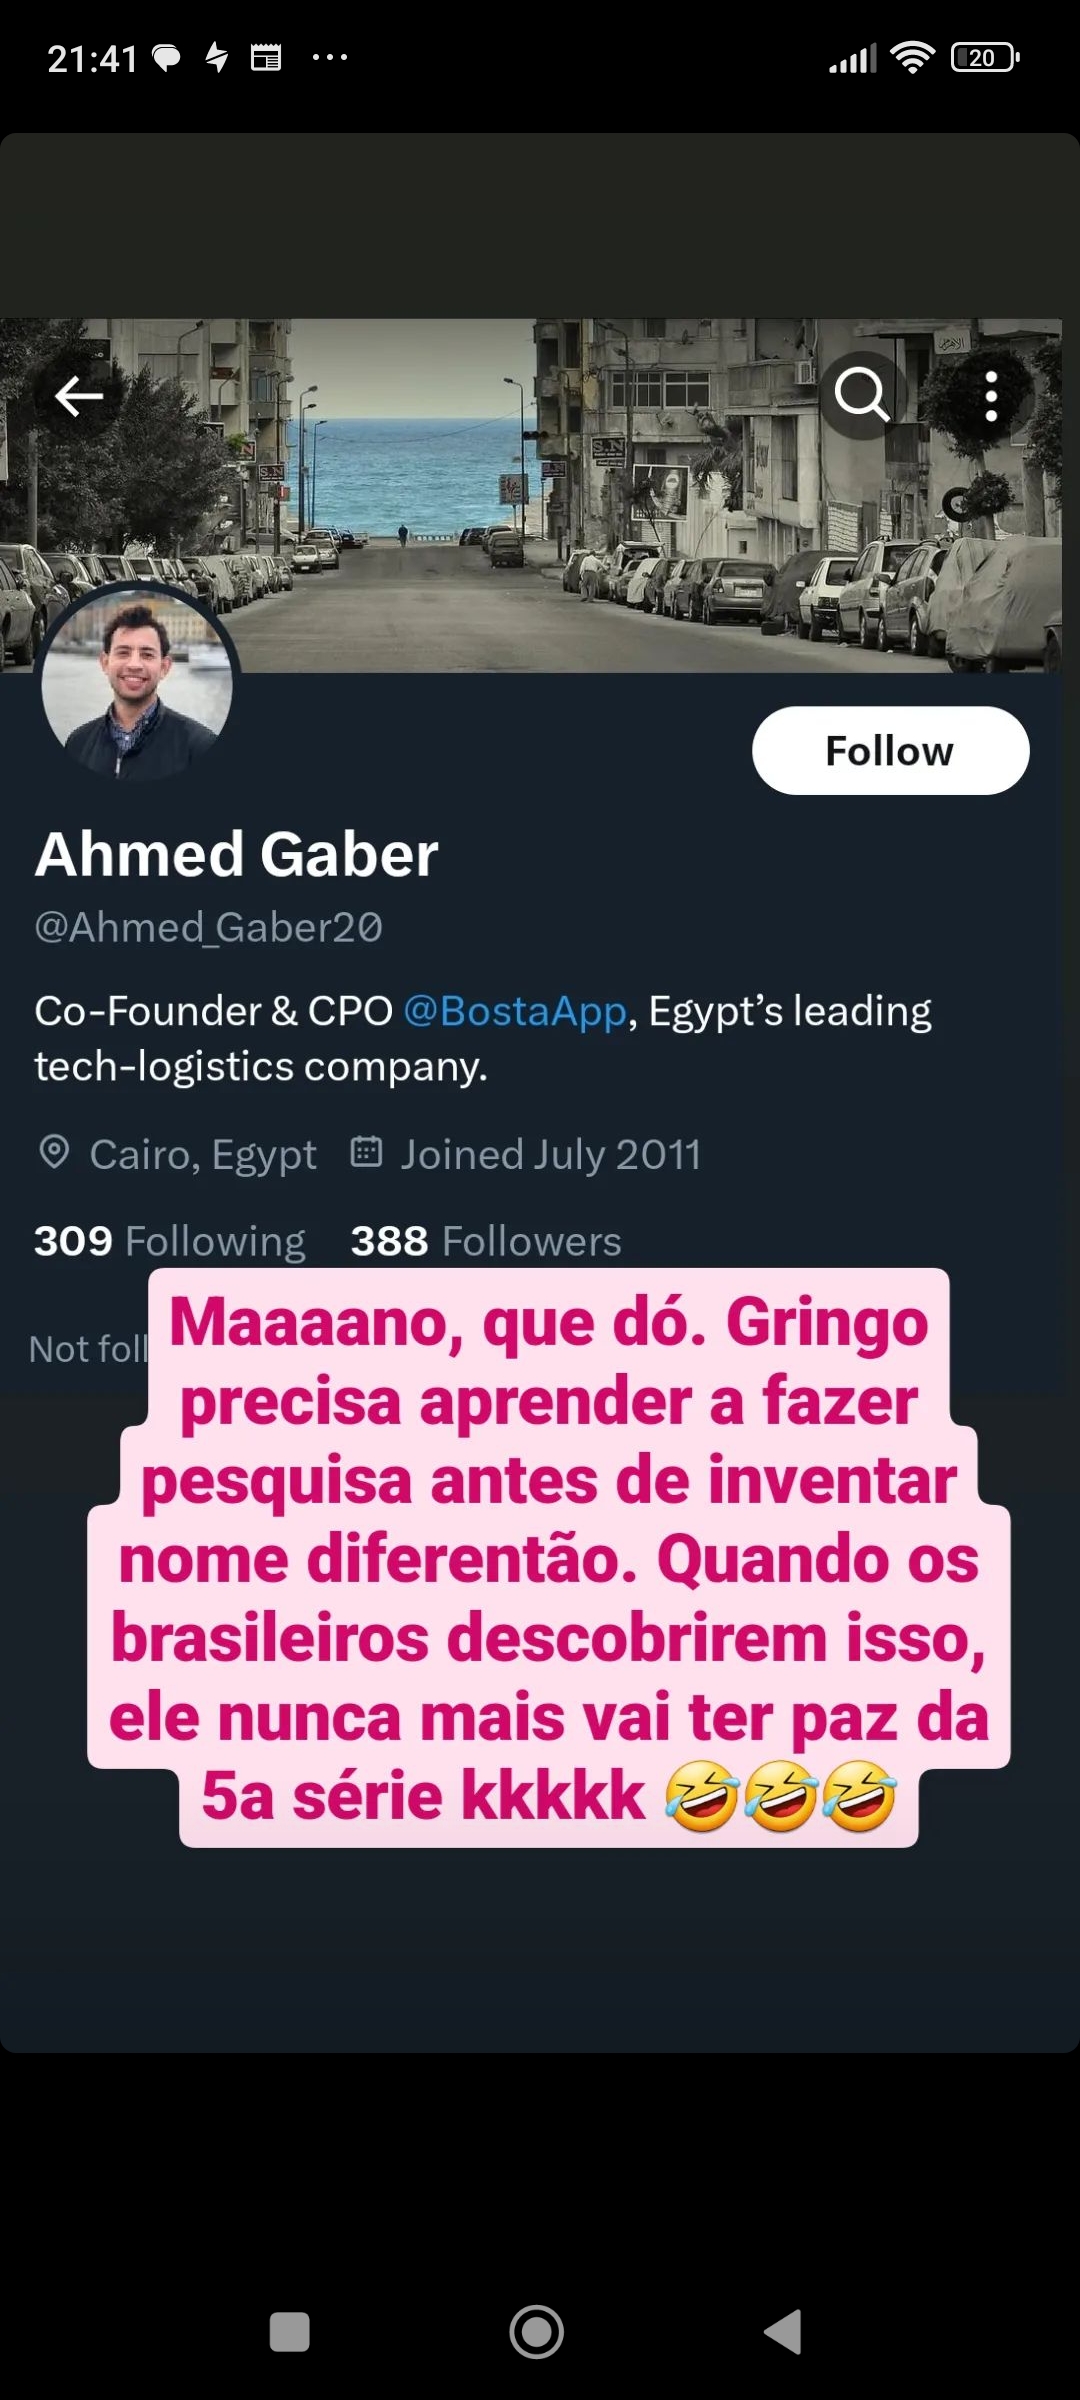 21:41
20
S.N
S.N
Follow
Ahmed Gaber
@Ahmed_Gaber20
Co-Founder & CPO @BostaApp, Egypt’s leading
tech-logistics company.
Cairo, Egypt Joined July 2011
309 Following 388 Followers
Not foll
Maaaano, que dó. Gringo
precisa aprender a fazer
pesquisa antes de inventar
nome diferentão. Quando os
brasileiros descobrirem isso,
ele nunca mais vai ter paz da
5a série kkkkk 🤣🤣🤣